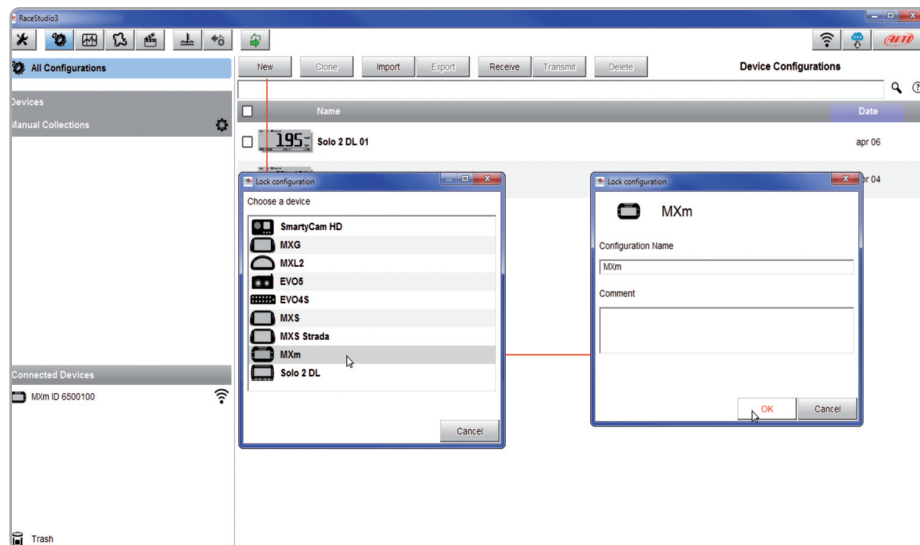 RaceStudio3
AiM
All Configurations
New Clone Import Export Receive Transmit Delete Device Configurations
Devices
Manual Collections
Name Date
195 Solo 2 DL 01 apr 06
04
Lock configuration
Choose a device
SmartyCam HD
MXG
MXL2
EVO5
EVO4S
MXS
MXS Strada
MXm
Solo 2 DL
Cancel
Lock configuration
MXm
Configuration Name
MXm
Comment
OK Cancel
Connected Devices
MXm ID 6500100
Trash